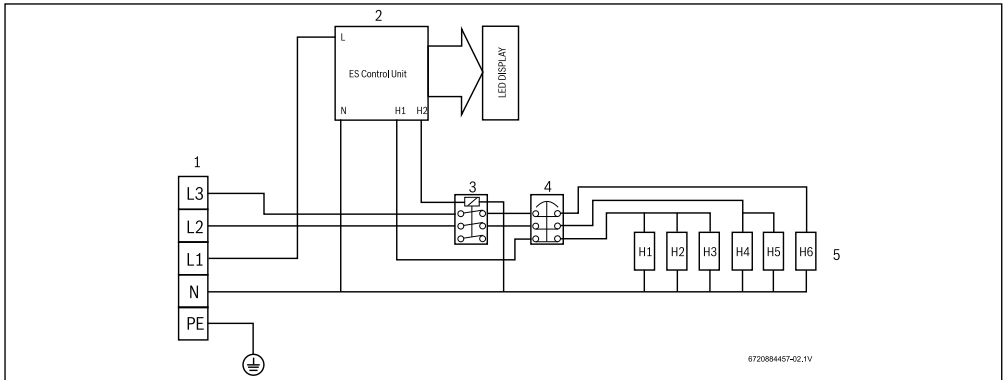 2
L
ES Control Unit
N
H1
H2
LED DISPLAY
1
L3
L2
L1
N
PE
3
4
H1
H2
H3
H4
H5
H6
5
6720884457-02.1V